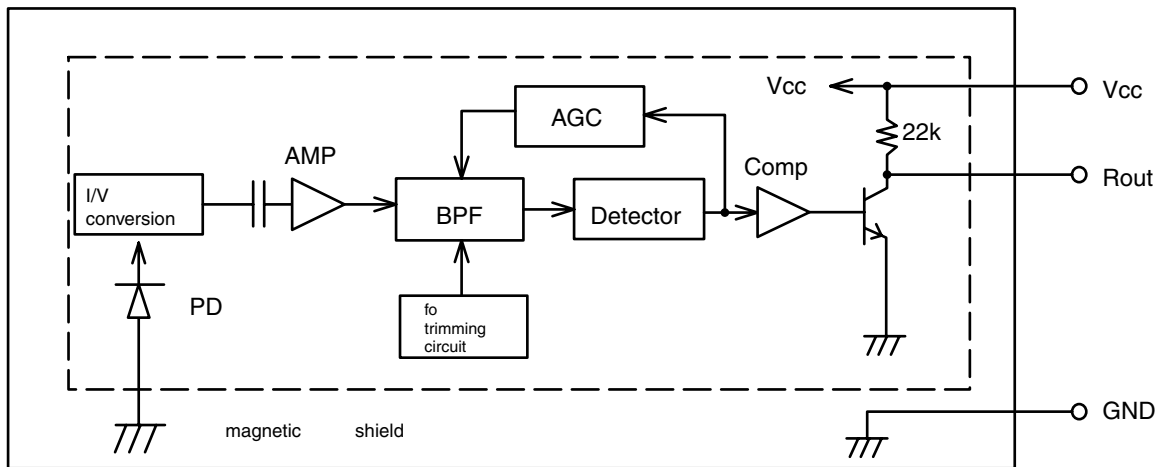 Vcc
Vcc
AGC
22k
AMP
Comp
Rout
I/V
conversion
BPF
Detector
PD
fo
trimming
circuit
GND
magnetic shield